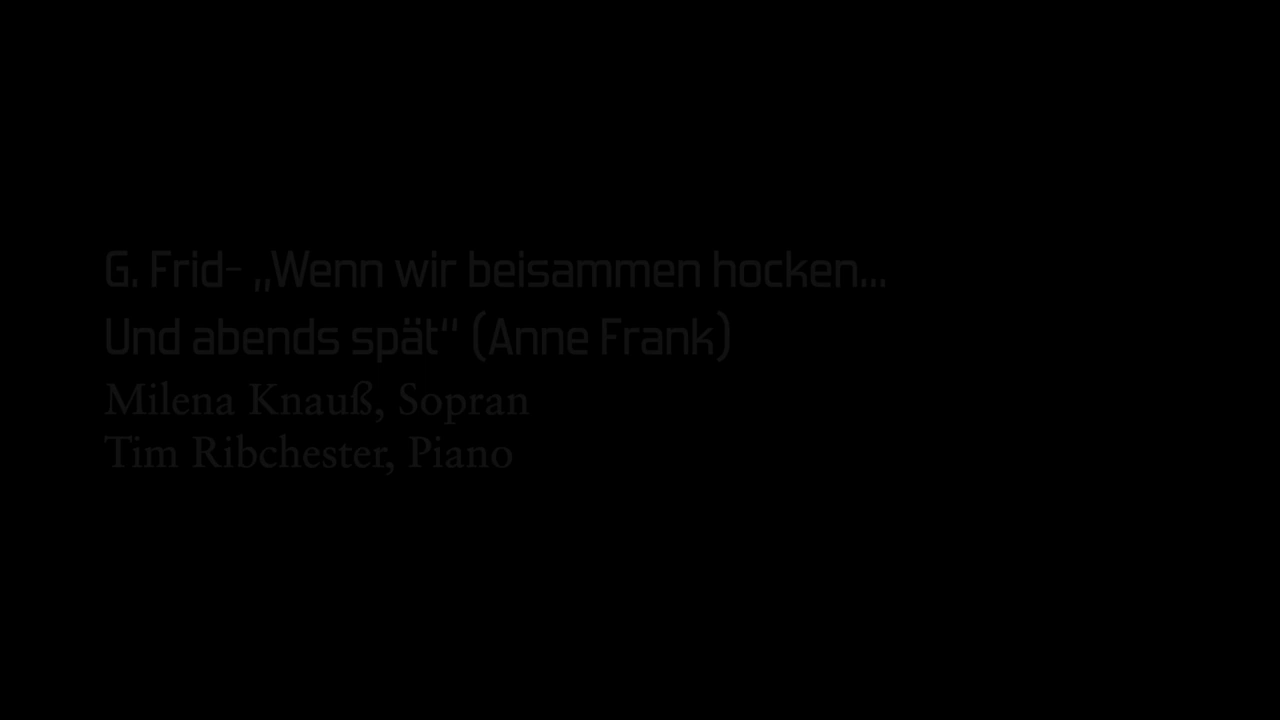 G. Frid- „Wenn wir beisammen hocken...
Und abends spät“ (Anne Frank)
Milena Knauß, Sopran
Tim Ribchester, Piano